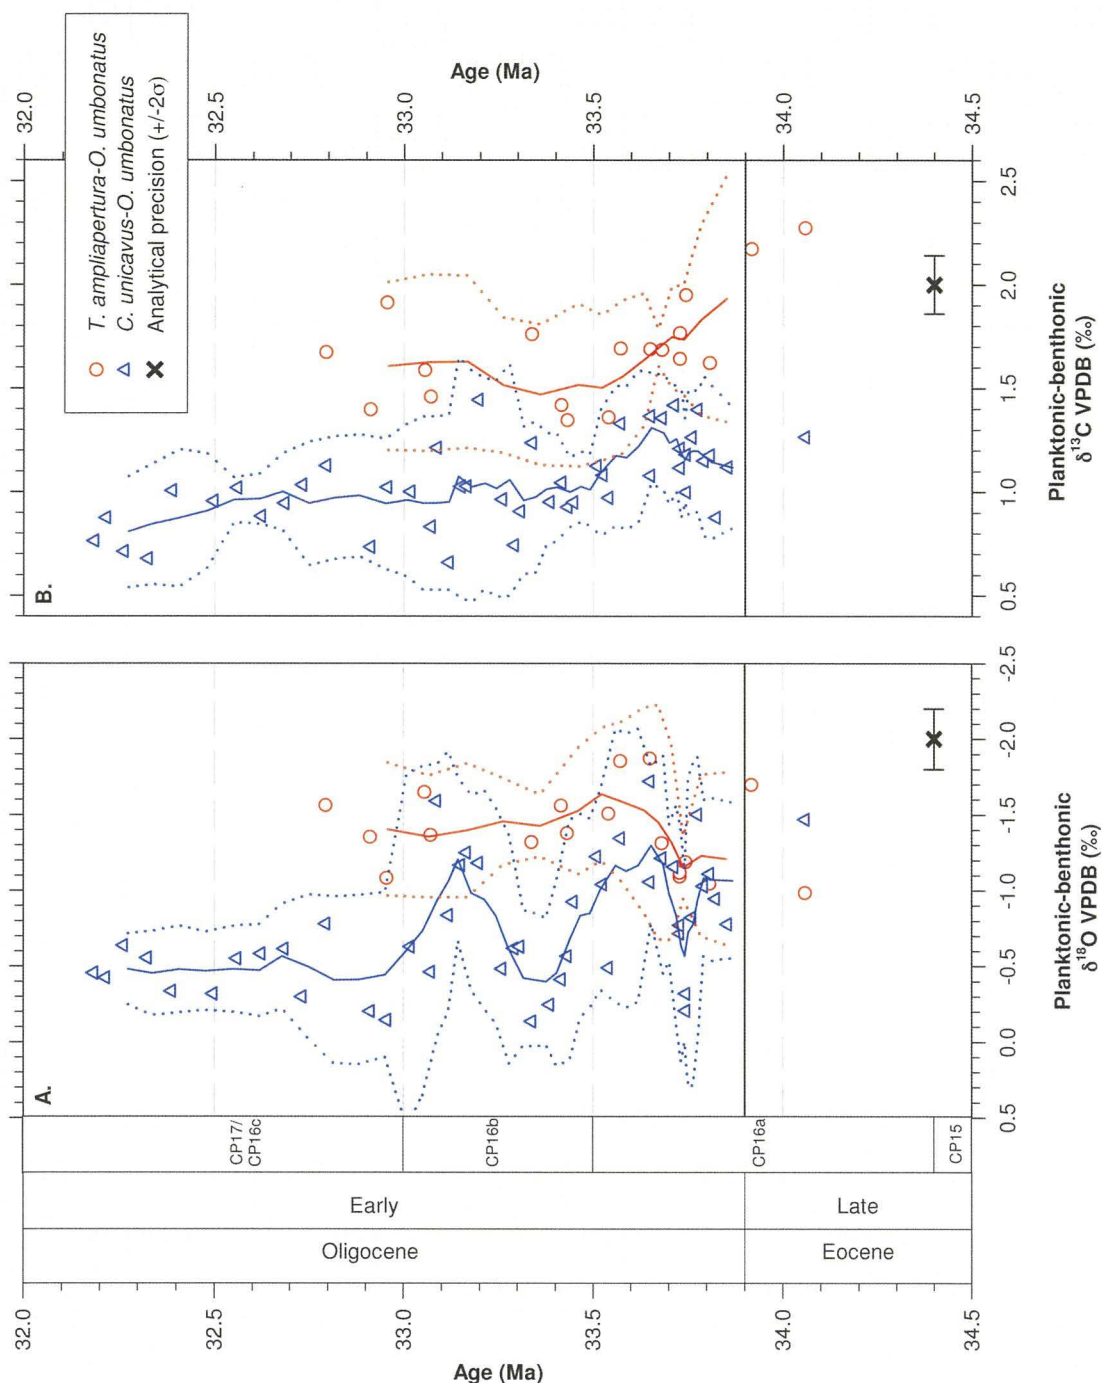 T. ampliapertura-O. umbonatus
C. unicavus-O. umbonatus
Analytical precision (+/-2σ)
B.
32.0
32.5
33.0
33.5
34.0
34.5
Age (Ma)
0.5
1.0
1.5
2.0
2.5
Planktonic-benthonic
δ13C VPDB (‰)
A.
0.5
0.0
-0.5
-1.0
-1.5
-2.0
-2.5
Planktonic-benthonic
δ18O VPDB (‰)
CP17/
CP16c
CP16b
CP16a
CP15
Early
Late
Oligocene
Eocene
32.0
32.5
33.0
33.5
34.0
34.5
Age (Ma)